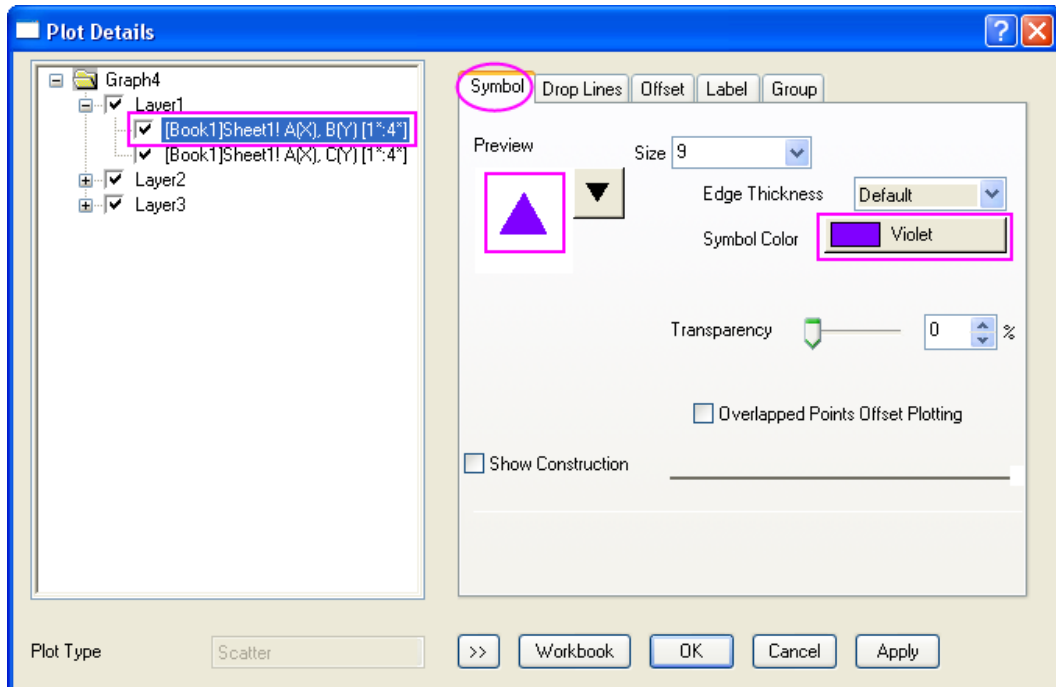 Plot Details
Graph4
Layer1
[Book1]Sheet1! A(X), B(Y) [1*:4*]
[Book1]Sheet1! A(X), C(Y) [1*:4*]
Layer2
Layer3
Symbol Drop Lines Offset Label Group
Preview
Size 9
Edge Thickness Default
Symbol Color Violet
Transparency 0 %
Overlapped Points Offset Plotting
Show Construction
Plot Type Scatter >> Workbook OK Cancel Apply